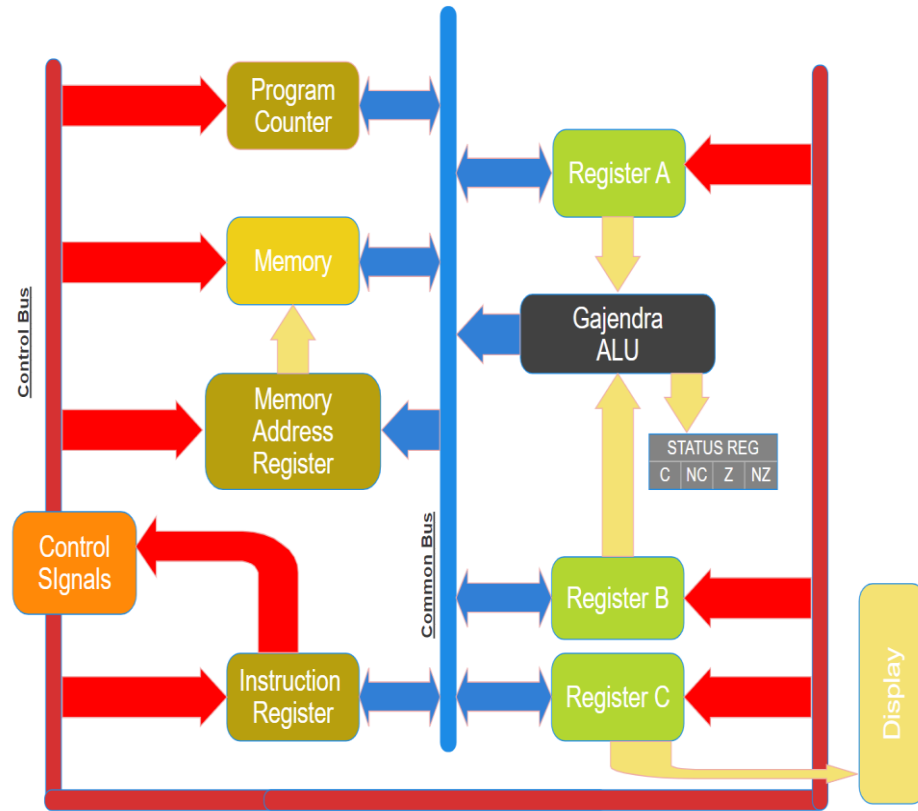 Program
Counter
Register A
Memory
Control Bus
Gajendra
ALU
Memory
Address
Register
STATUS REG
C NC Z NZ
Control
SIgnals
Common Bus
Register B
Instruction
Register
Register C
Display